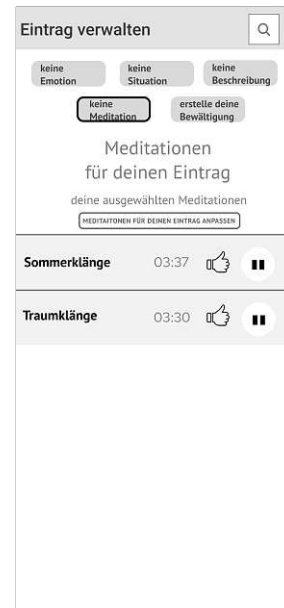 Eintrag verwalten
keine
Emotion
keine
Situation
keine
Beschreibung
keine
Meditation
erstelle deine
Bewältigung
Meditationen
für deinen Eintrag
deine ausgewählten Meditationen
MEDITAITONEN FÜR DEINEN EINTRAG ANPASSEN
Sommerklänge 03:37
Traumklänge 03:30